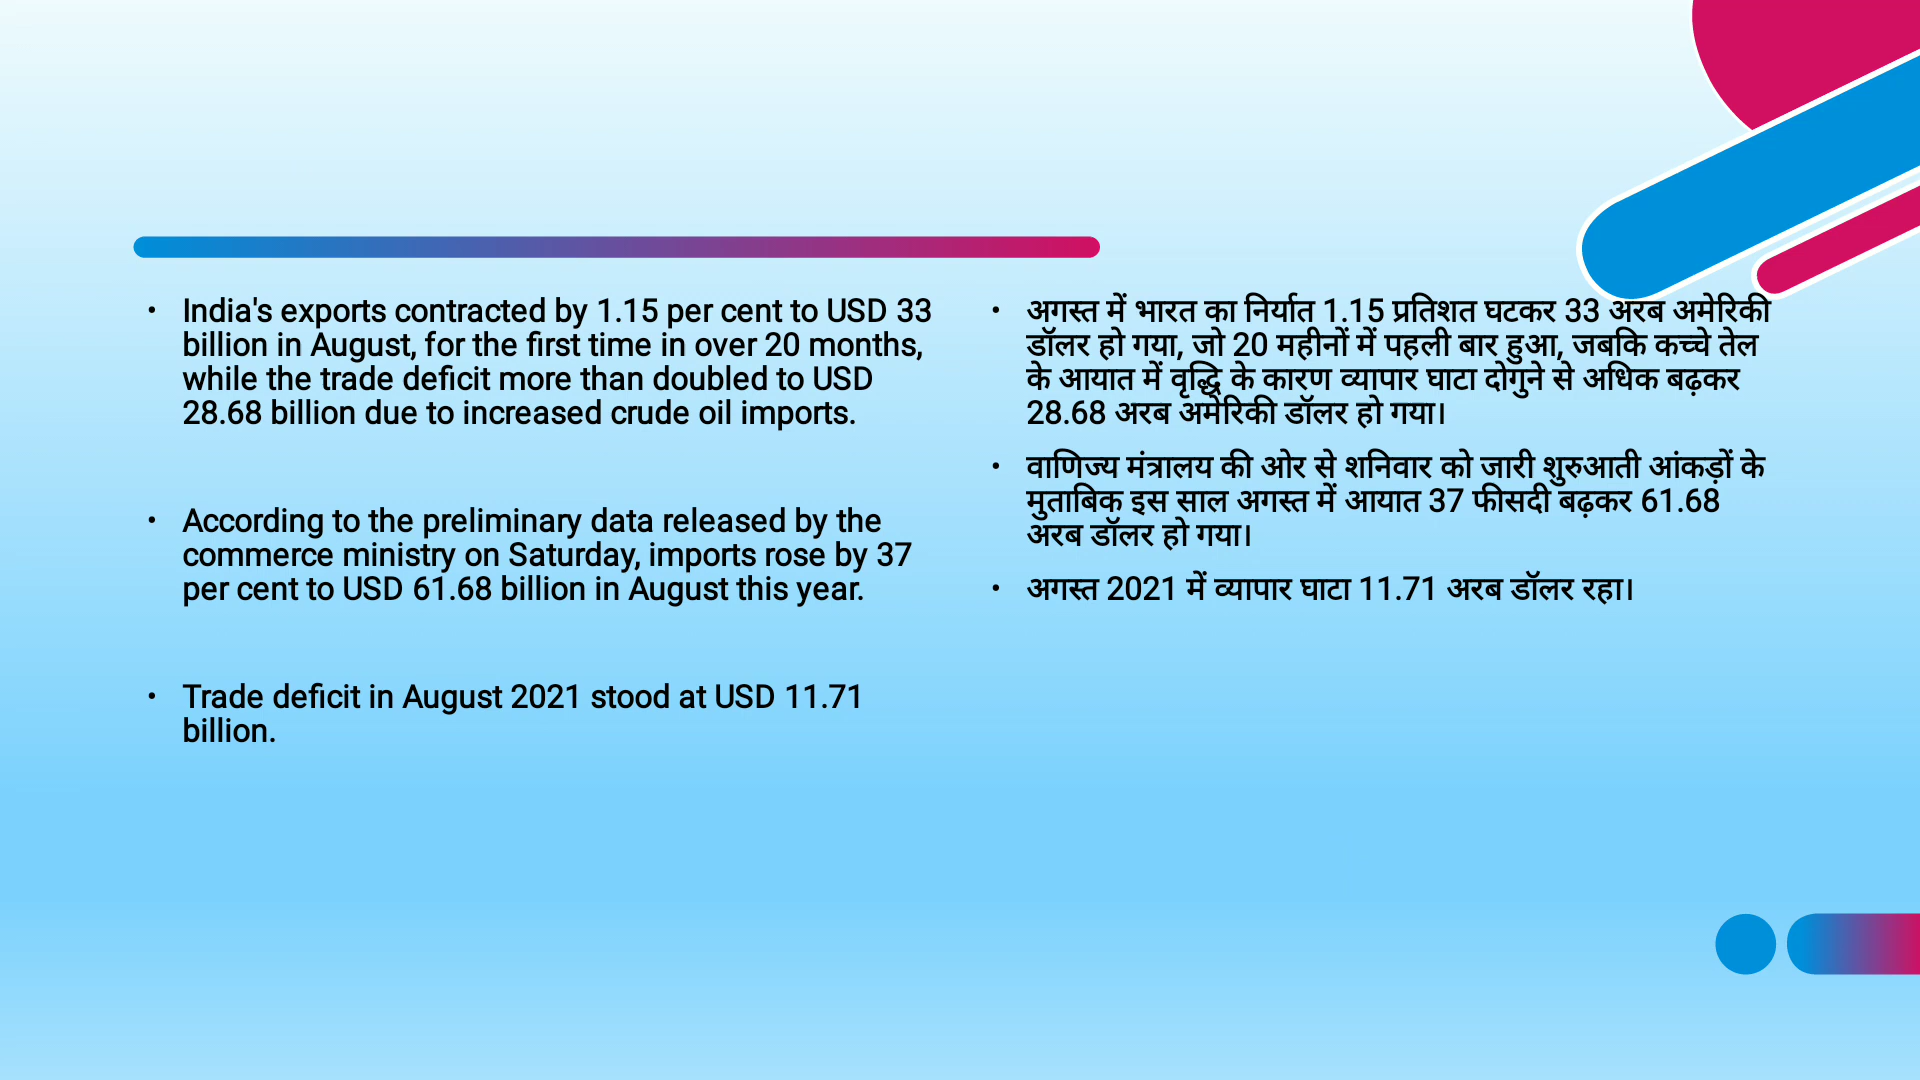 • India's exports contracted by 1.15 per cent to USD 33
billion in August, for the first time in over 20 months,
while the trade deficit more than doubled to USD
28.68 billion due to increased crude oil imports.
• According to the preliminary data released by the
commerce ministry on Saturday, imports rose by 37
per cent to USD 61.68 billion in August this year.
• Trade deficit in August 2021 stood at USD 11.71
billion.
• अगस्त में भारत का निर्यात 1.15 प्रतिशत घटकर 33 अरब अमेरिकी
डॉलर हो गया, जो 20 महीनों में पहली बार हुआ, जबकि कच्चे तेल
के आयात में वृद्धि के कारण व्यापार घाटा दोगुने से अधिक बढ़कर
28.68 अरब अमेरिकी डॉलर हो गया।
• वाणिज्य मंत्रालय की ओर से शनिवार को जारी शुरुआती आंकड़ों के
मुताबिक इस साल अगस्त में आयात 37 फीसदी बढ़कर 61.68
अरब डॉलर हो गया।
• अगस्त 2021 में व्यापार घाटा 11.71 अरब डॉलर रहा।